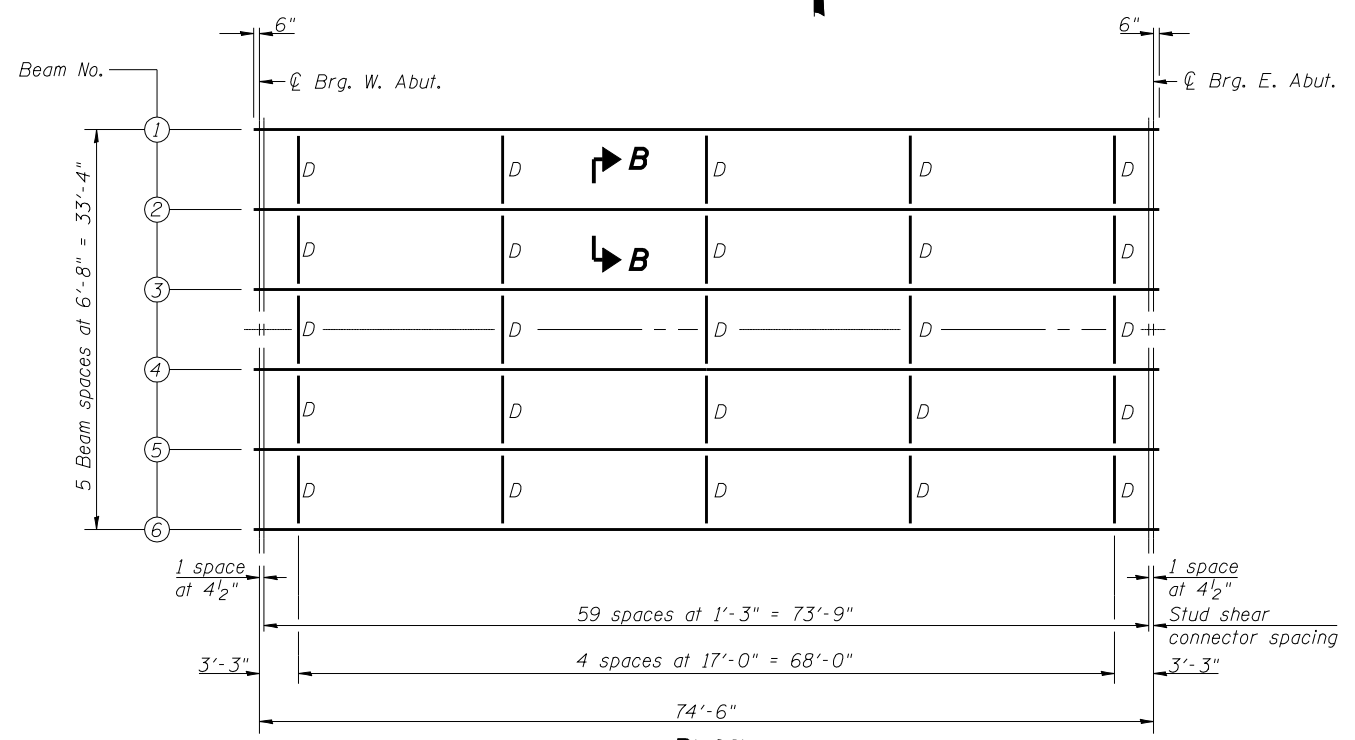 6"
6"
Beam No.
℄ Brg. W. Abut.
℄ Brg. E. Abut.
1
D D D D D
B
2
D D D D D
B
3
D D D D D
4
D D D D D
5
D D D D D
6
5 Beam spaces at 6'-8" = 33'-4"
1 space
at 4½"
1 space
at 4½"
59 spaces at 1'-3" = 73'-9"
Stud shear
connector spacing
3'-3"
4 spaces at 17'-0" = 68'-0"
3'-3"
74'-6"